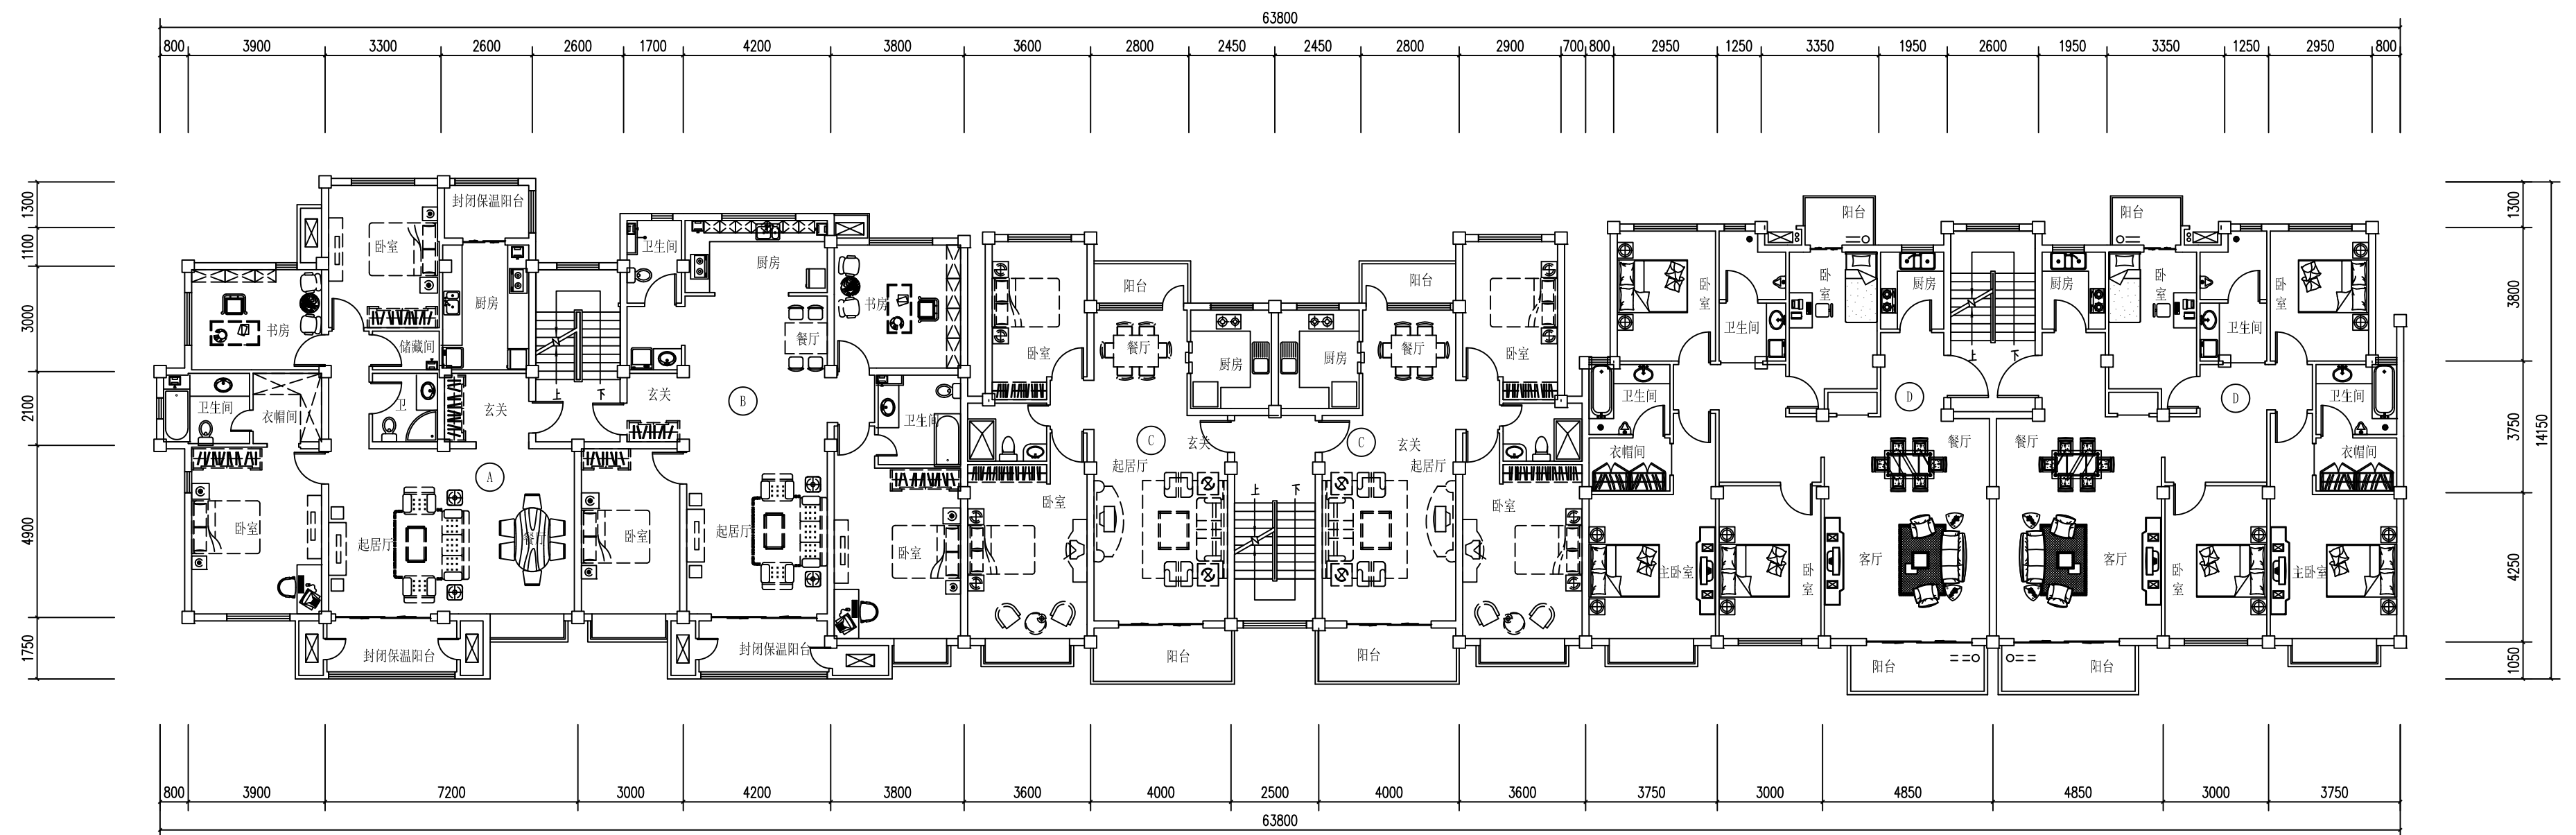 63800
800 3900 3300 2600 2600 1700 4200 3800 3600 2800 2450 2450 2800 2900 700 800 2950 1250 3350 1950 2600 1950 3350 1250 2950 800
1300
1100
3000
2100
4900
1750
1300
3800
3750
4250
1050
14150
封闭保温阳台
卧室
厨房
书房
储藏间
卫生间
衣帽间
卫
玄关
A
卧室
起居厅
餐厅
封闭保温阳台
上
下
卫生间
厨房
餐厅
书房
玄关
B
卫生间
卧室
起居厅
卧室
封闭保温阳台
阳台
餐厅
卧室
厨房
C
玄关
起居厅
卧室
阳台
上
下
阳台
餐厅
卧室
厨房
C
玄关
起居厅
卧室
阳台
阳台
卧室
卧室
厨房
卫生间
卫生间
衣帽间
D
餐厅
主卧室
卧室
客厅
阳台
上
下
阳台
厨房
卧室
卧室
卫生间
卫生间
衣帽间
D
餐厅
客厅
卧室
主卧室
阳台
800 3900 7200 3000 4200 3800 3600 4000 2500 4000 3600 3750 3000 4850 4850 3000 3750
63800